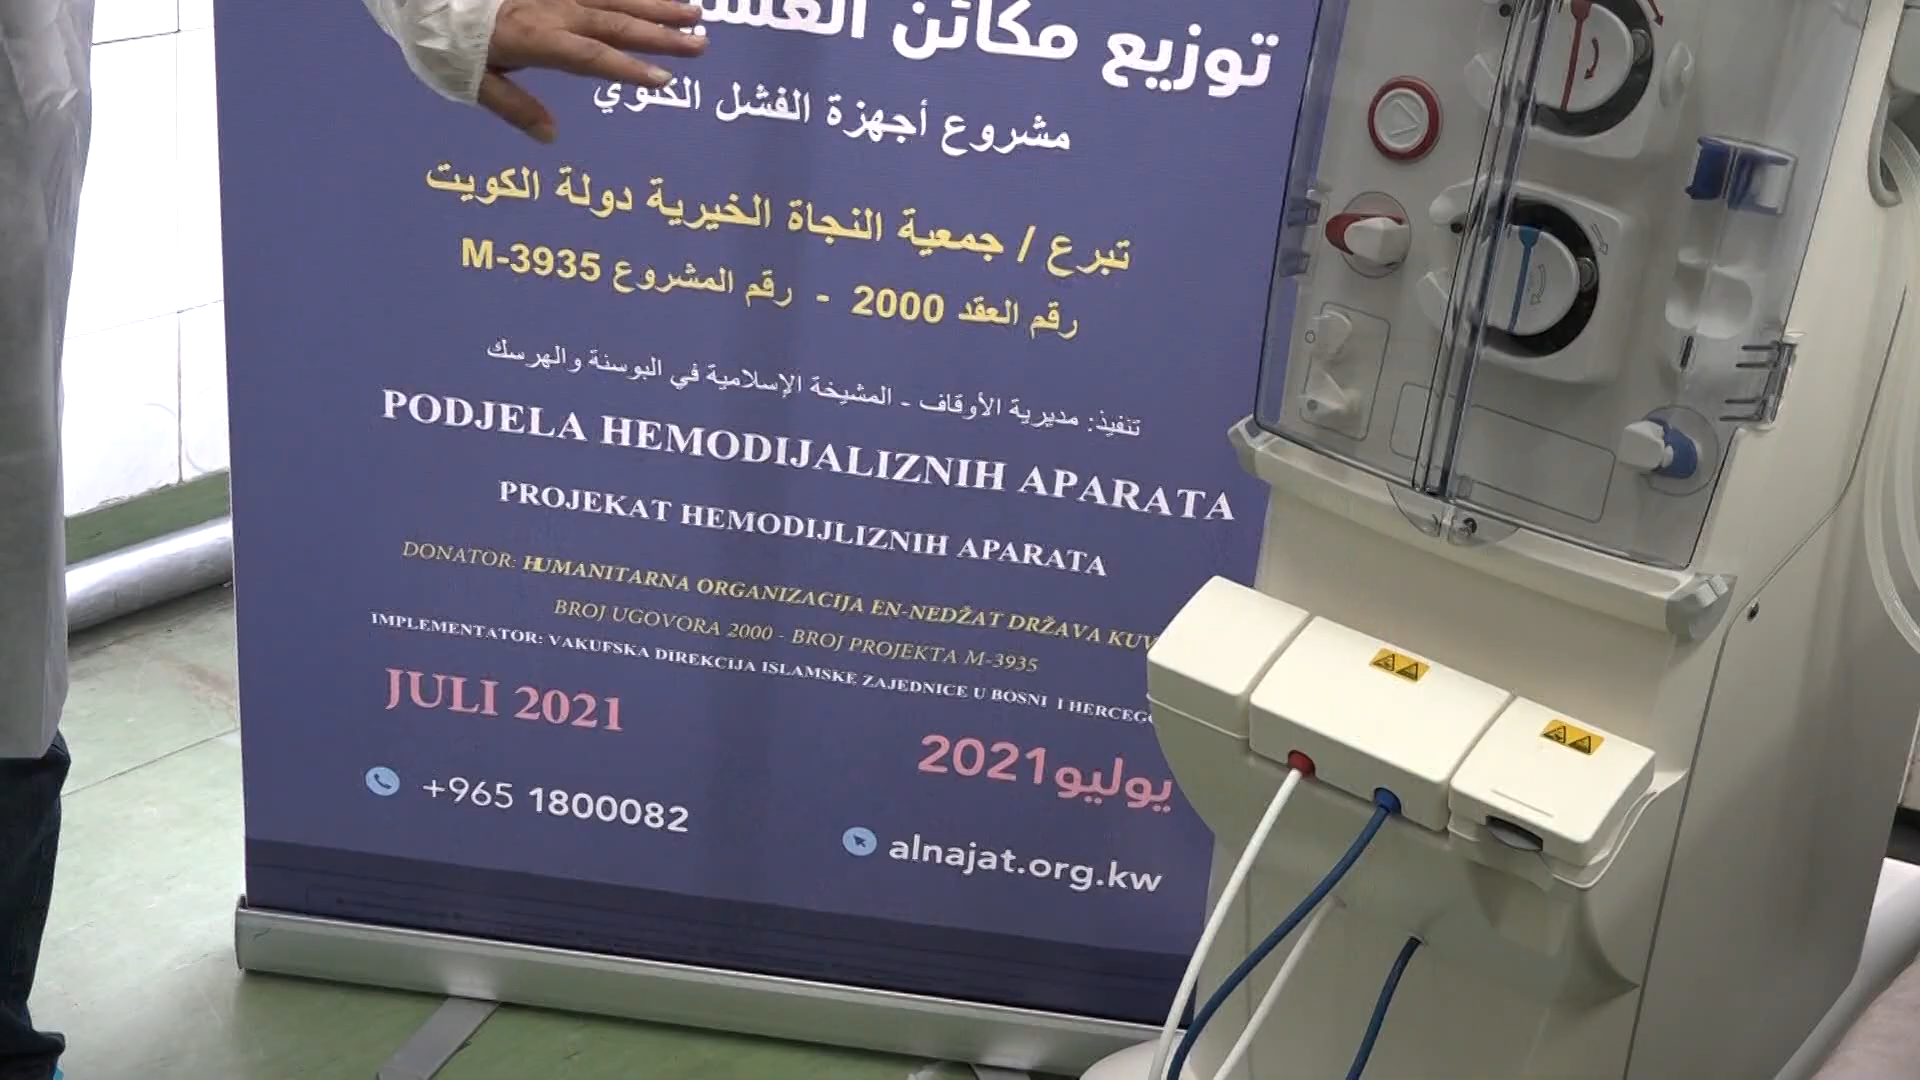 توزيع مكائن الغسيل
مشروع أجهزة الفشل الكلوي
تبرع / جمعية النجاة الخيرية دولة الكويت
رقم العقد 2000 - رقم المشروع M-3935
تنفيذ: مديرية الأوقاف - المشيخة الإسلامية في البوسنة والهرسك
PODJELA HEMODIJALIZNIH APARATA
PROJEKAT HEMODIJLIZNIH APARATA
DONATOR: HUMANITARNA ORGANIZACIJA EN-NEDŽAT DRŽAVA KUV
BROJ UGOVORA 2000 - BROJ PROJEKTA M-3935
IMPLEMENTATOR: VAKUFSKA DIREKCIJA ISLAMSKE ZAJEDNICE U BOSNI I HERCEG
JULI 2021
يوليو2021
+965 1800082
alnajat.org.kw